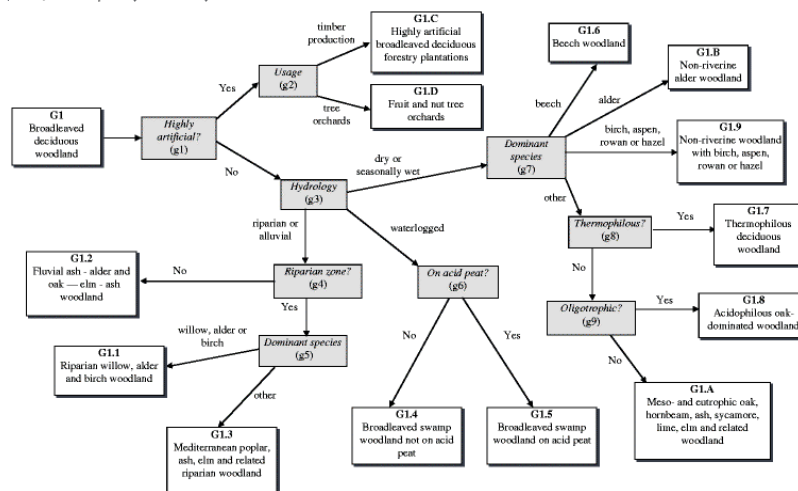 G1
Broadleaved
deciduous
woodland
Highly
artificial?
(g1)
Yes
No
Usage
(g2)
timber
production
tree
orchards
G1.C
Highly artificial
broadleaved deciduous
forestry plantations
G1.D
Fruit and nut tree
orchards
Hydrology
(g3)
dry or
seasonally wet
riparian or
alluvial
waterlogged
Dominant
species
(g7)
beech
alder
birch, aspen,
rowan or hazel
other
G1.6
Beech woodland
G1.B
Non-riverine
alder woodland
G1.9
Non-riverine woodland
with birch, aspen,
rowan or hazel
Thermophilous?
(g8)
Yes
No
G1.7
Thermophilous
deciduous
woodland
Oligotrophic?
(g9)
Yes
No
G1.8
Acidophilous oak-
dominated woodland
G1.A
Meso- and eutrophic oak,
hornbeam, ash, sycamore,
lime, elm and related
woodland
Riparian zone?
(g4)
No
Yes
G1.2
Fluvial ash - alder and
oak — elm - ash
woodland
Dominant species
(g5)
willow, alder or
birch
other
G1.1
Riparian willow, alder
and birch woodland
G1.3
Mediterranean poplar,
ash, elm and related
riparian woodland
On acid peat?
(g6)
No
Yes
G1.4
Broadleaved swamp
woodland not on acid
peat
G1.5
Broadleaved swamp
woodland on acid peat